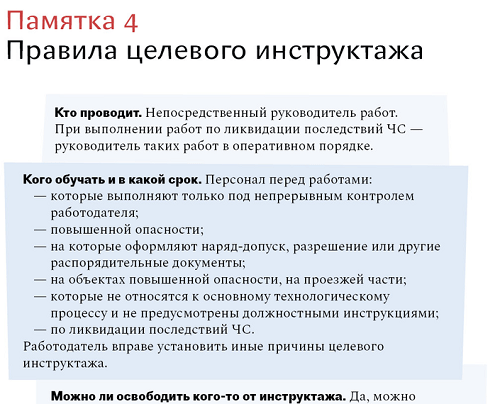 Памятка 4
Правила целевого инструктажа
Кто проводит. Непосредственный руководитель работ.
При выполнении работ по ликвидации последствий ЧС —
руководитель таких работ в оперативном порядке.
Кого обучать и в какой срок. Персонал перед работами:
— которые выполняют только под непрерывным контролем
работодателя;
— повышенной опасности;
— на которые оформляют наряд-допуск, разрешение или другие
распорядительные документы;
— на объектах повышенной опасности, на проезжей части;
— которые не относятся к основному технологическому
процессу и не предусмотрены должностными инструкциями;
— по ликвидации последствий ЧС.
Работодатель вправе установить иные причины целевого
инструктажа.
Можно ли освободить кого-то от инструктажа. Да, можно